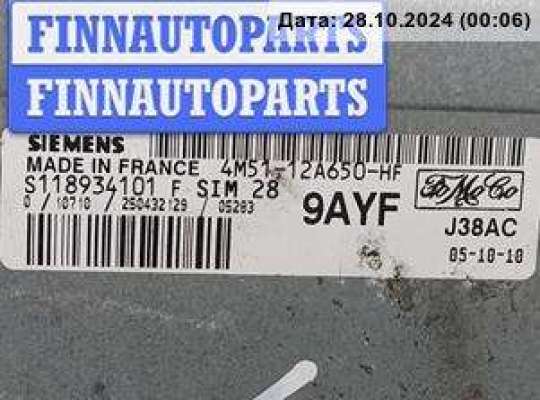 Дата: 28.10.2024 (00:06)
FINNAUTOPARTS
FINNAUTOPARTS
SIEMENS
MADE IN FRANCE 4M51-12A650-HF
S118934101 F SIM 28
0 / 10710 / 250432129 / 05283
9AYF
FoMoCo
J38AC
05-10-10